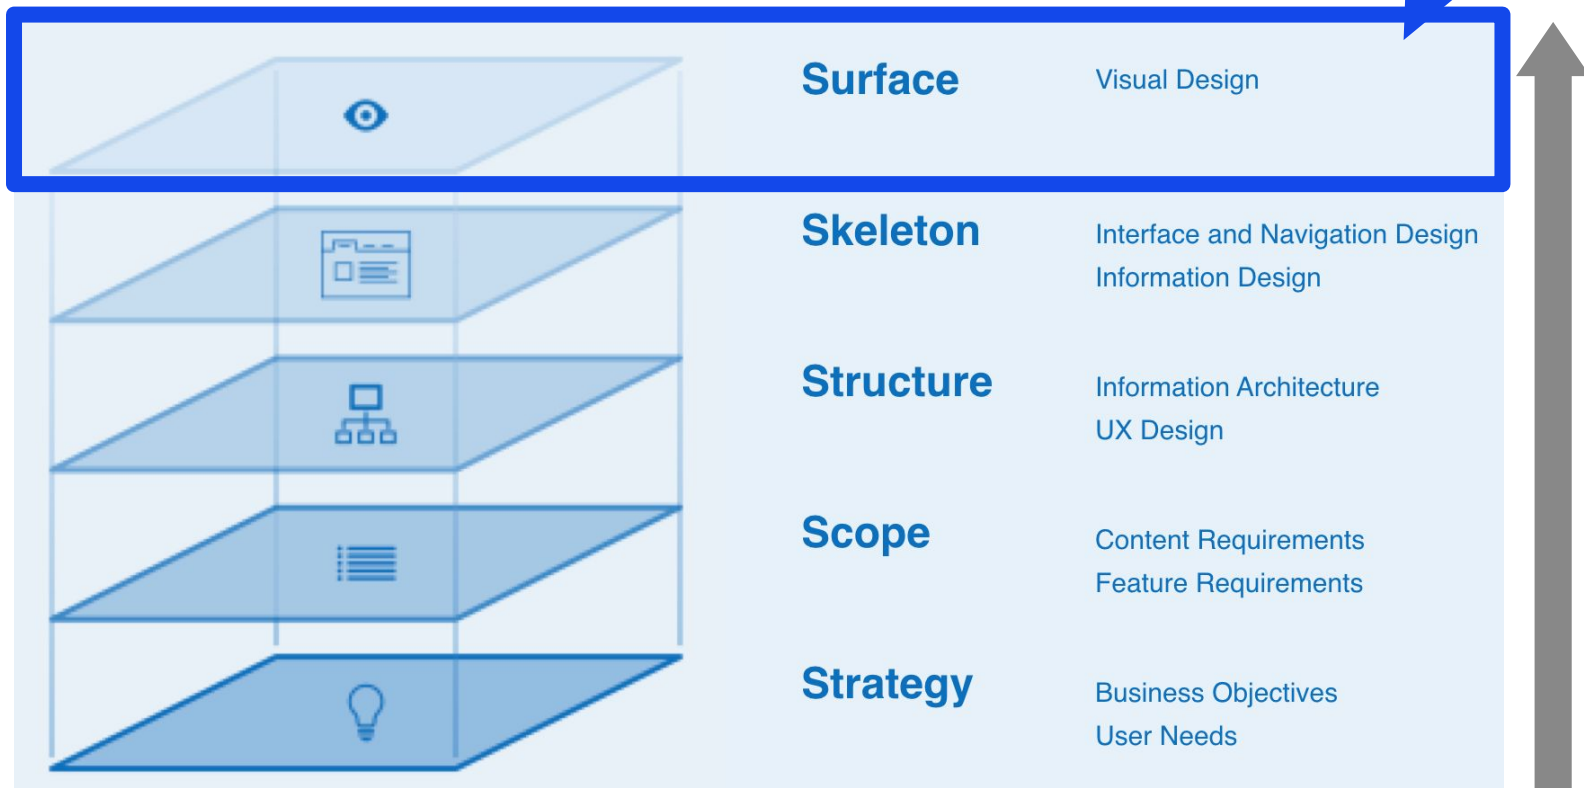 Surface
Visual Design
Skeleton
Interface and Navigation Design
Information Design
Structure
Information Architecture
UX Design
Scope
Content Requirements
Feature Requirements
Strategy
Business Objectives
User Needs